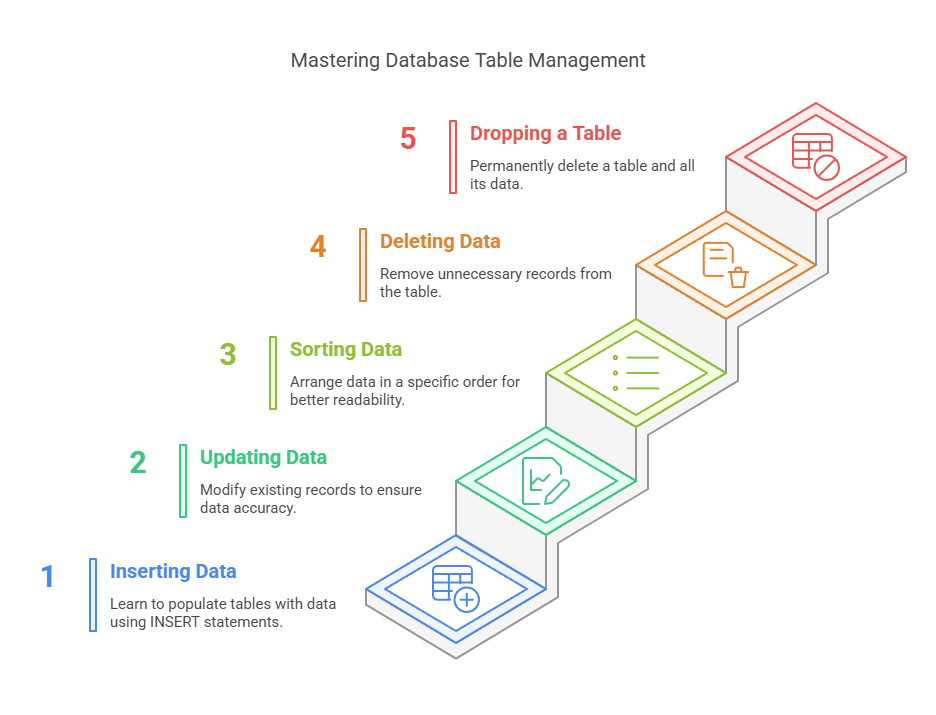 Mastering Database Table Management
5
Dropping a Table
Permanently delete a table and all
its data.
4
Deleting Data
Remove unnecessary records from
the table.
3
Sorting Data
Arrange data in a specific order for
better readability.
2
Updating Data
Modify existing records to ensure
data accuracy.
1
Inserting Data
Learn to populate tables with data
using INSERT statements.